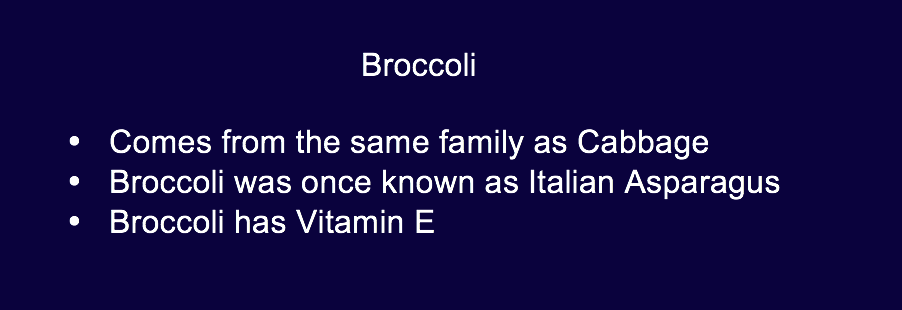 Broccoli
• Comes from the same family as Cabbage
• Broccoli was once known as Italian Asparagus
• Broccoli has Vitamin E